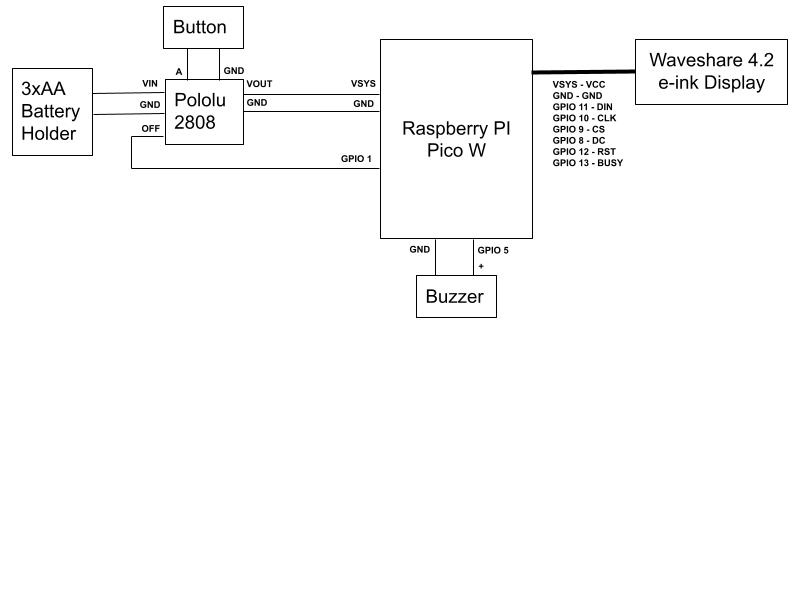 Button
A
GND
3xAA
Battery
Holder
VIN
GND
OFF
Pololu
2808
VOUT
GND
VSYS
GND
GPIO 1
Raspberry PI
Pico W
Waveshare 4.2
e-ink Display
VSYS - VCC
GND - GND
GPIO 11 - DIN
GPIO 10 - CLK
GPIO 9 - CS
GPIO 8 - DC
GPIO 12 - RST
GPIO 13 - BUSY
GND
GPIO 5
+
Buzzer